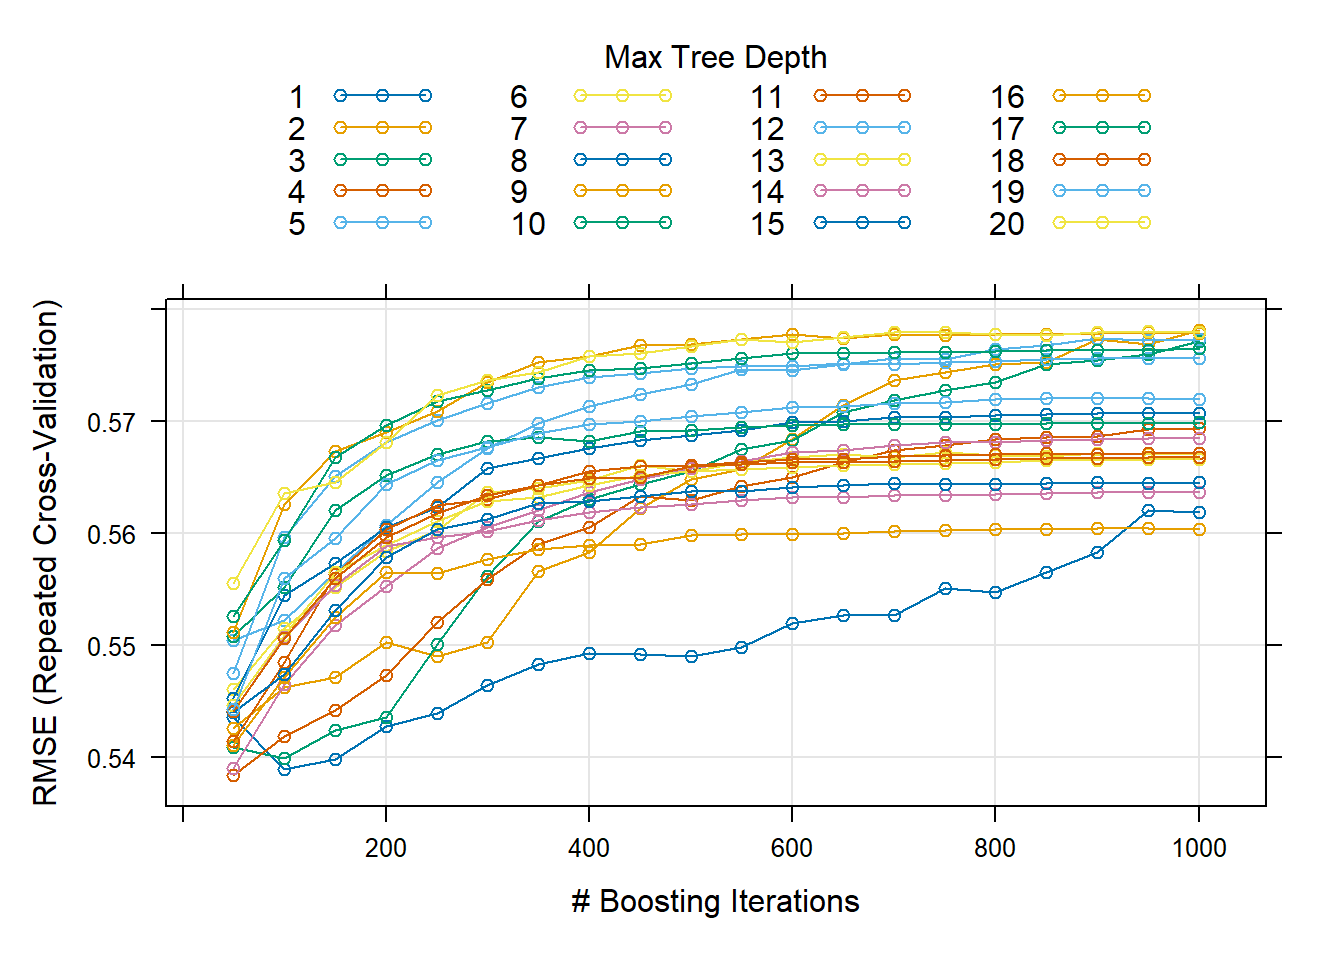 Max Tree Depth
1 6 11 16
2 7 12 17
3 8 13 18
4 9 14 19
5 10 15 20
RMSE (Repeated Cross-Validation)
0.57
0.56
0.55
0.54
200 400 600 800 1000
# Boosting Iterations